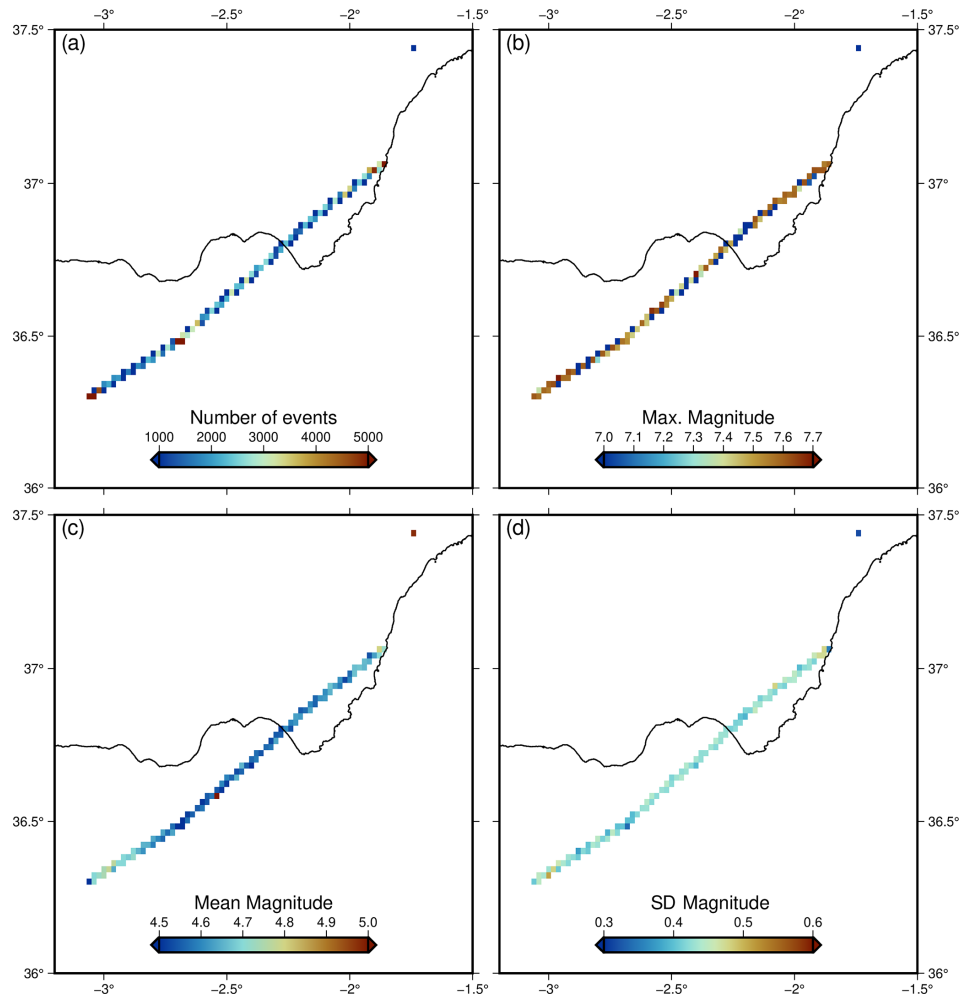 −3° −2.5° −2° −1.5° −3° −2.5° −2° −1.5°
37.5° (a) (b) 37.5°
37° 37°
36.5° 36.5°
Number of events Max. Magnitude
1000 2000 3000 4000 5000 7.0 7.1 7.2 7.3 7.4 7.5 7.6 7.7
36° 36°
37.5° (c) (d) 37.5°
37° 37°
36.5° 36.5°
Mean Magnitude SD Magnitude
4.5 4.6 4.7 4.8 4.9 5.0 0.3 0.4 0.5 0.6
36° 36°
−3° −2.5° −2° −1.5° −3° −2.5° −2° −1.5°